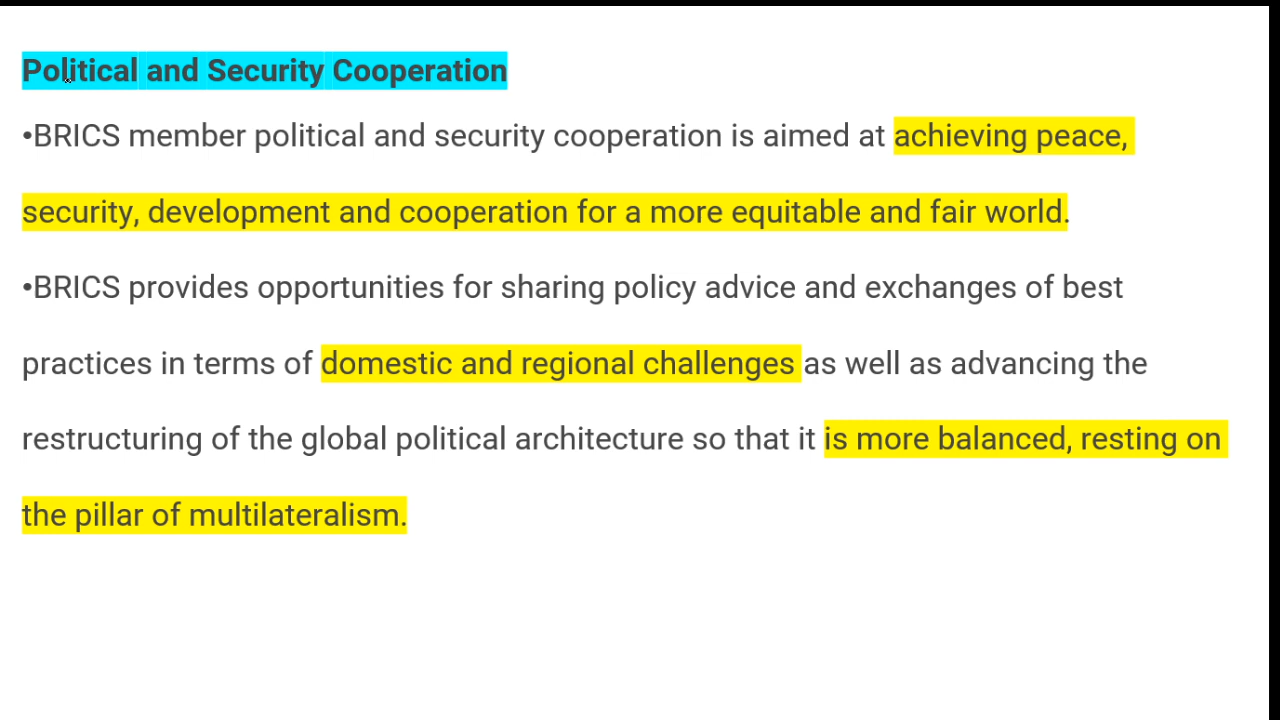 Political and Security Cooperation
•BRICS member political and security cooperation is aimed at achieving peace,
security, development and cooperation for a more equitable and fair world.
•BRICS provides opportunities for sharing policy advice and exchanges of best
practices in terms of domestic and regional challenges as well as advancing the
restructuring of the global political architecture so that it is more balanced, resting on
the pillar of multilateralism.